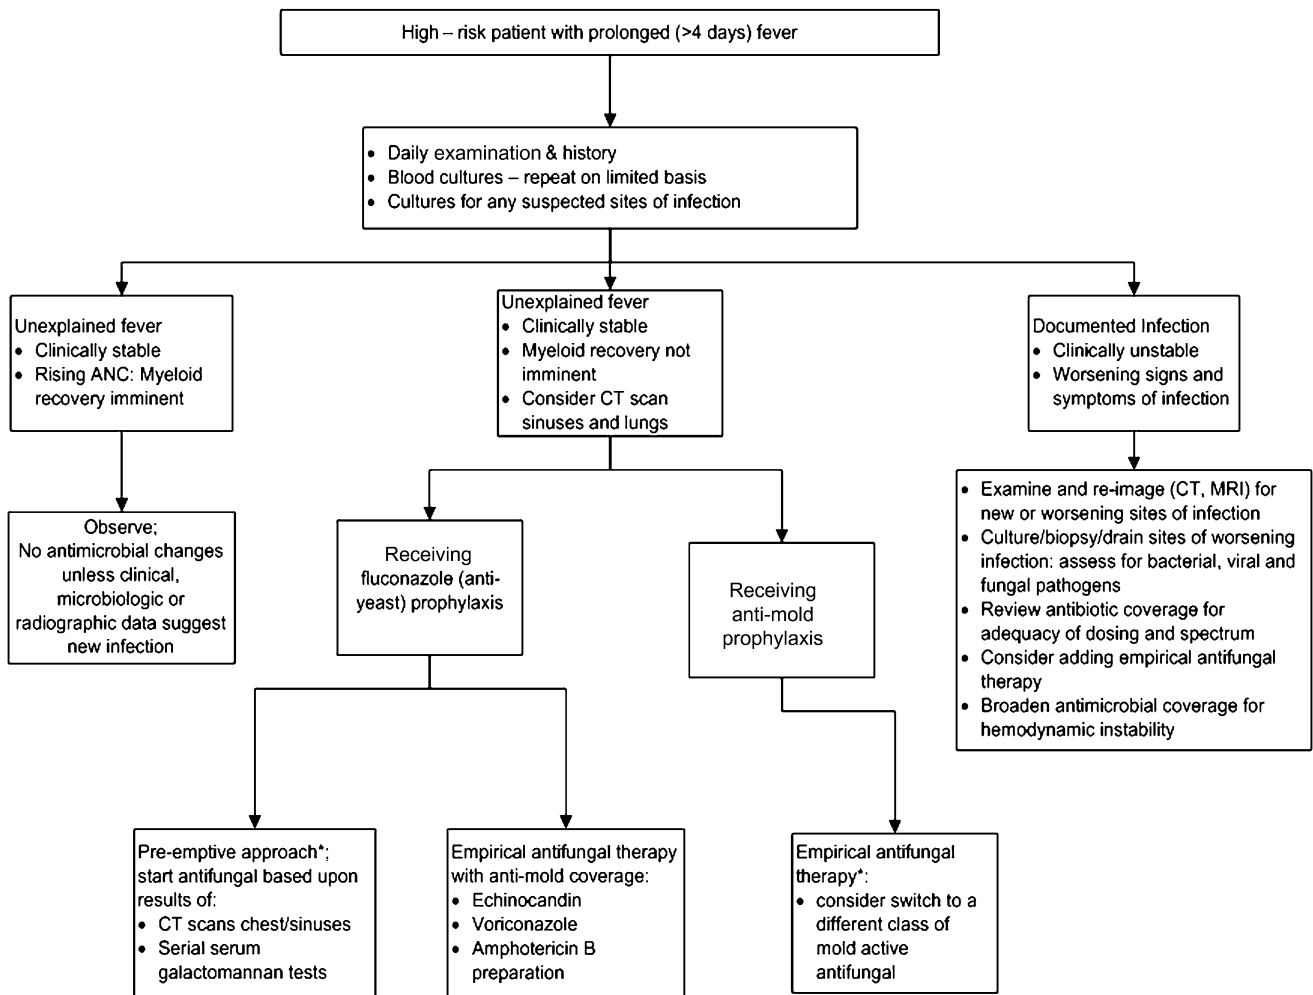 High – risk patient with prolonged (>4 days) fever
• Daily examination & history
• Blood cultures – repeat on limited basis
• Cultures for any suspected sites of infection
Unexplained fever
• Clinically stable
• Rising ANC: Myeloid
recovery imminent
Unexplained fever
• Clinically stable
• Myeloid recovery not
imminent
• Consider CT scan
sinuses and lungs
Documented Infection
• Clinically unstable
• Worsening signs and
symptoms of infection
Observe;
No antimicrobial changes
unless clinical,
microbiologic or
radiographic data suggest
new infection
Receiving
fluconazole (anti-
yeast) prophylaxis
Receiving
anti-mold
prophylaxis
• Examine and re-image (CT, MRI) for
new or worsening sites of infection
• Culture/biopsy/drain sites of worsening
infection: assess for bacterial, viral and
fungal pathogens
• Review antibiotic coverage for
adequacy of dosing and spectrum
• Consider adding empirical antifungal
therapy
• Broaden antimicrobial coverage for
hemodynamic instability
Pre-emptive approach*;
start antifungal based upon
results of:
• CT scans chest/sinuses
• Serial serum
galactomannan tests
Empirical antifungal therapy
with anti-mold coverage:
• Echinocandin
• Voriconazole
• Amphotericin B
preparation
Empirical antifungal
therapy*:
• consider switch to a
different class of
mold active
antifungal